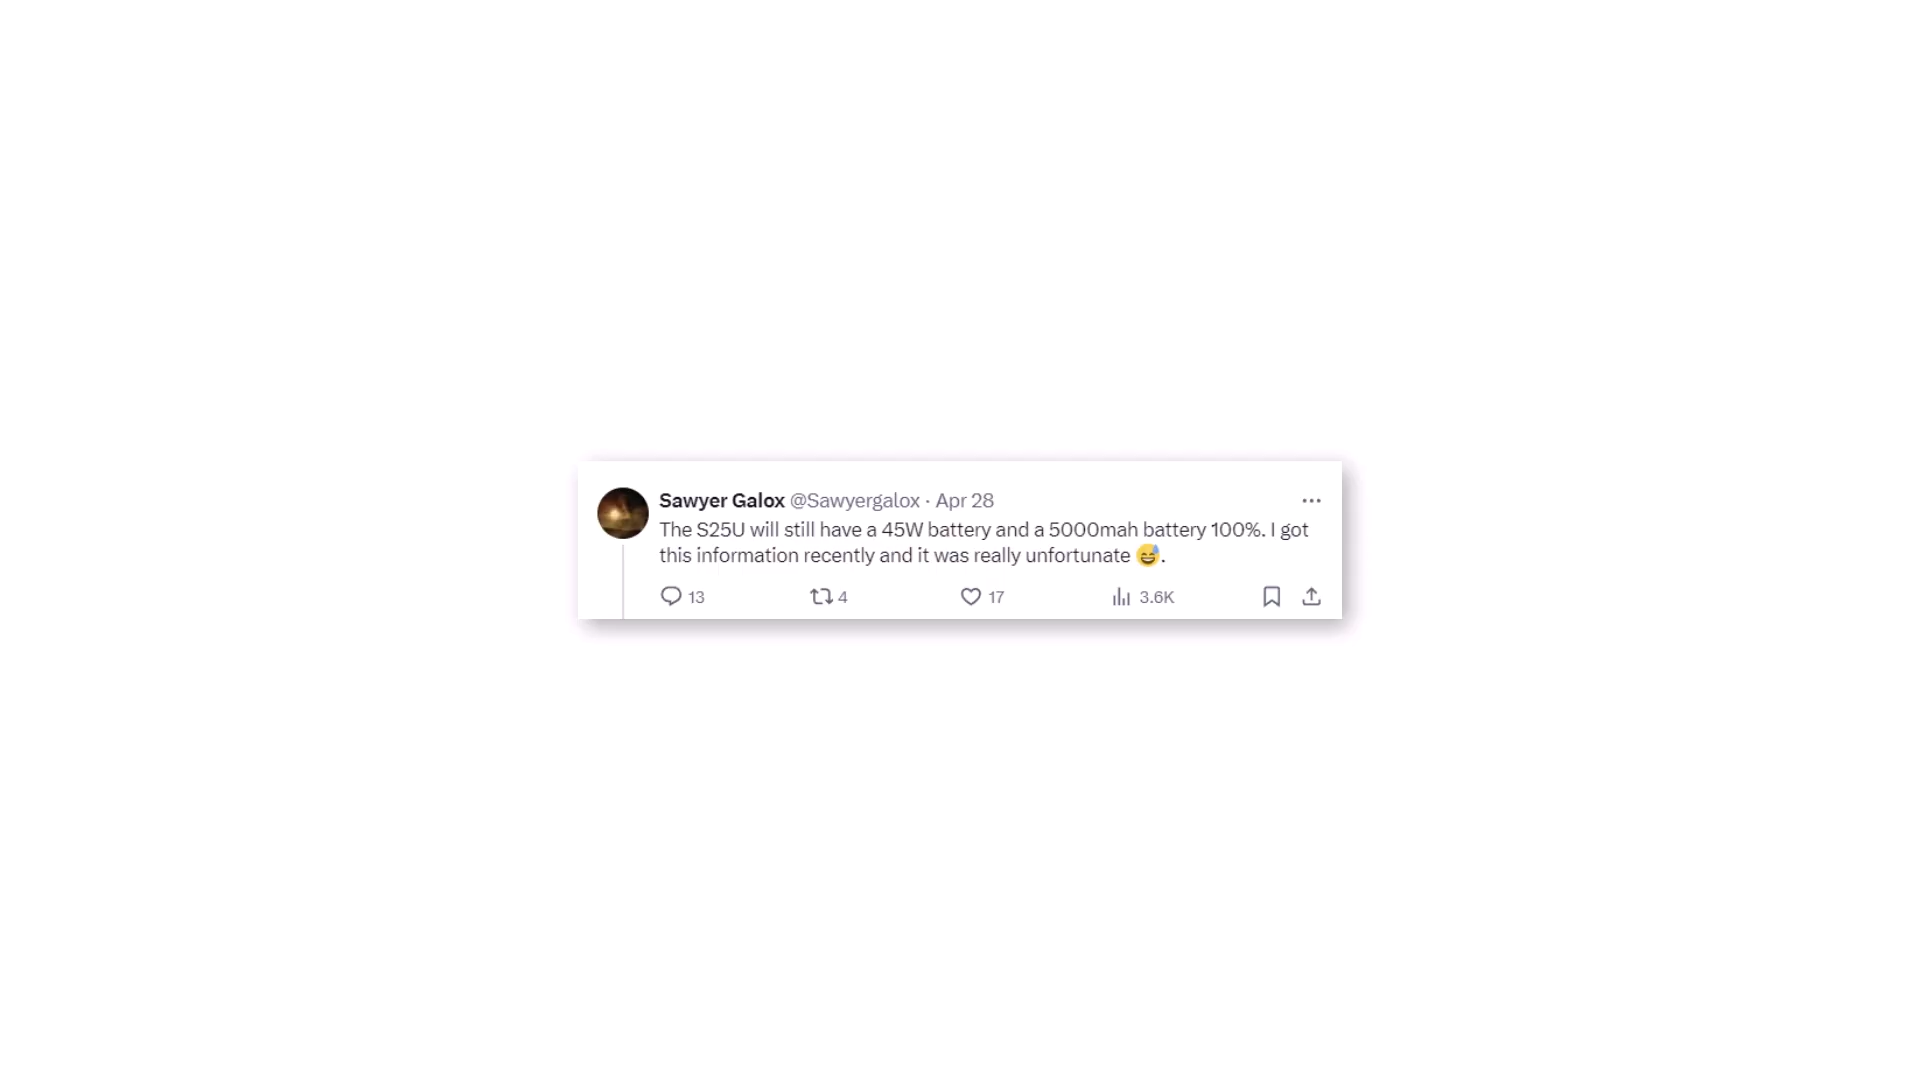 Sawyer Galox @Sawyergalox · Apr 28
The S25U will still have a 45W battery and a 5000mah battery 100%. I got
this information recently and it was really unfortunate 😅.
13 4 17 3.6K